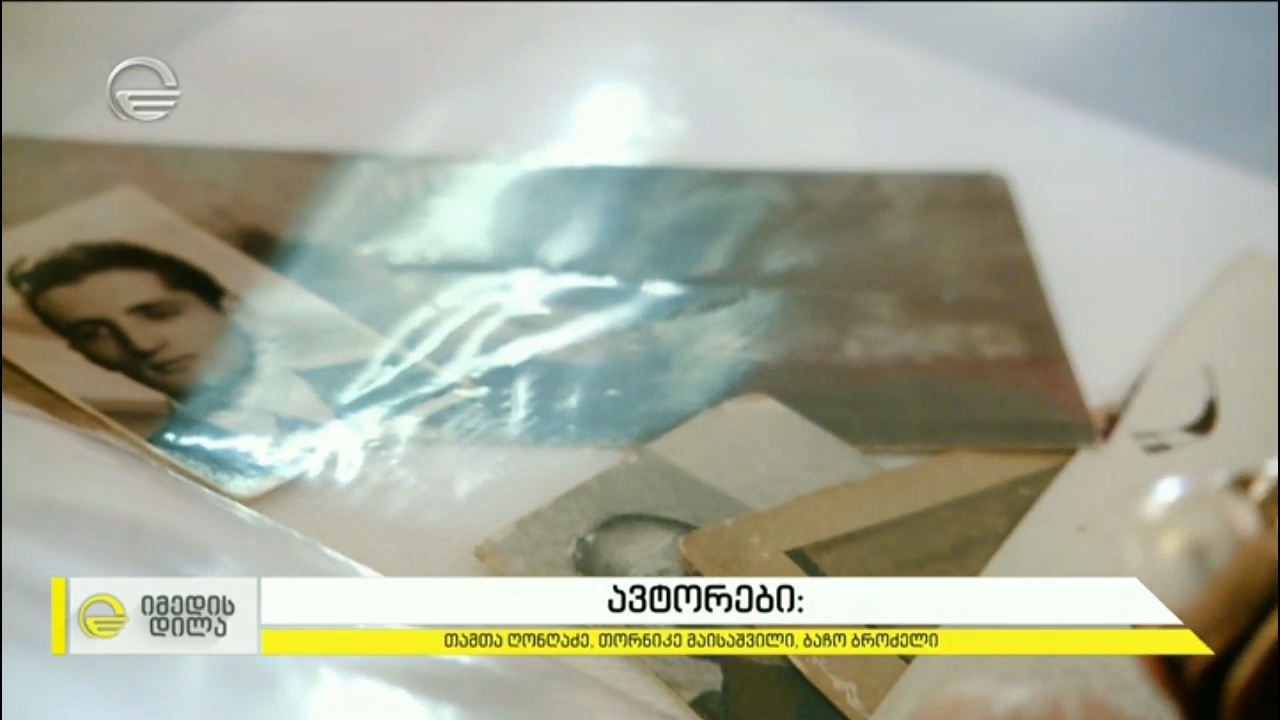 ავტორები:
იმედის
დილა
თამთა ღონღაძე, თორნიკე მაისაშვილი, ბაჩო ბროძელი